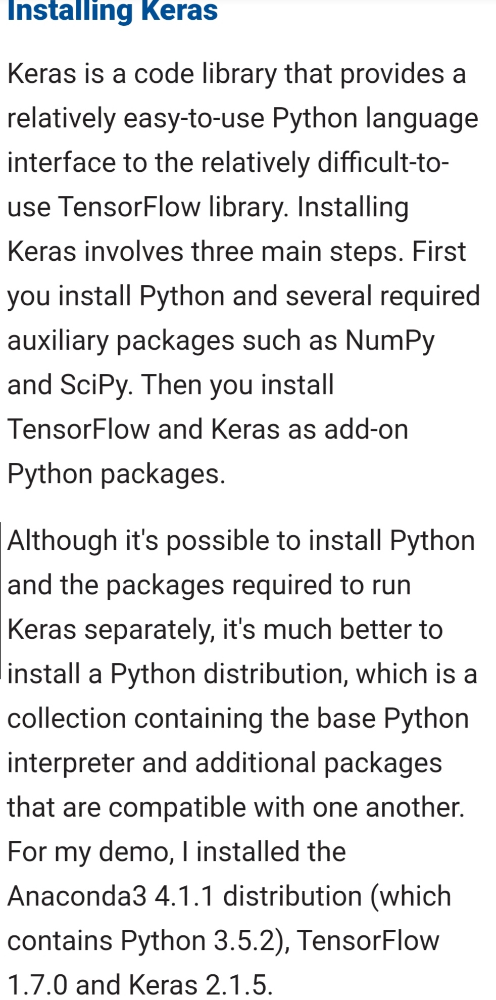 Installing Keras
Keras is a code library that provides a
relatively easy-to-use Python language
interface to the relatively difficult-to-
use TensorFlow library. Installing
Keras involves three main steps. First
you install Python and several required
auxiliary packages such as NumPy
and SciPy. Then you install
TensorFlow and Keras as add-on
Python packages.
Although it's possible to install Python
and the packages required to run
Keras separately, it's much better to
install a Python distribution, which is a
collection containing the base Python
interpreter and additional packages
that are compatible with one another.
For my demo, I installed the
Anaconda3 4.1.1 distribution (which
contains Python 3.5.2), TensorFlow
1.7.0 and Keras 2.1.5.